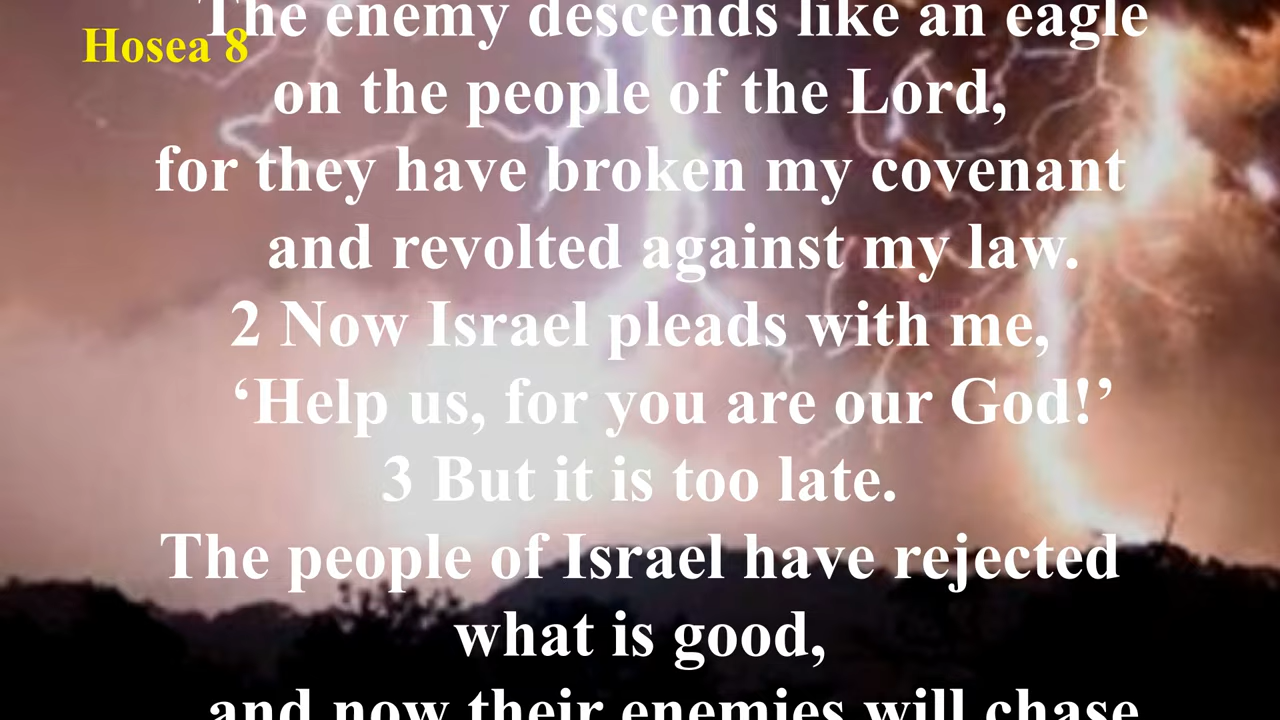 The enemy descends like an eagle
Hosea 8
on the people of the Lord,
for they have broken my covenant
and revolted against my law.
2 Now Israel pleads with me,
‘Help us, for you are our God!’
3 But it is too late.
The people of Israel have rejected
what is good,
and now their enemies will chase